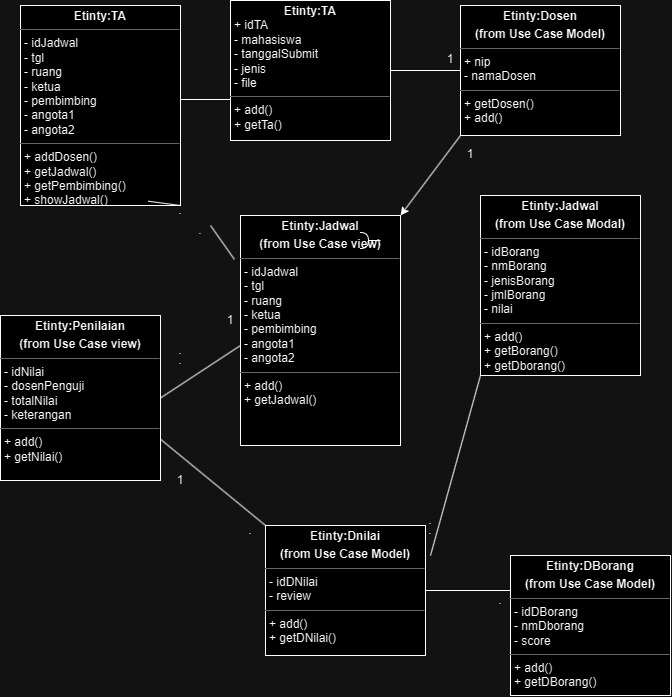 Etinty:TA
- idJadwal
- tgl
- ruang
- ketua
- pembimbing
- angota1
- angota2
+ addDosen()
+ getJadwal()
+ getPembimbing()
+ showJadwal()
Etinty:TA
+ idTA
- mahasiswa
- tanggalSubmit
- jenis
- file
+ add()
+ getTa()
1
Etinty:Dosen
(from Use Case Model)
+ nip
- namaDosen
+ getDosen()
+ add()
1
Etinty:Jadwal
(from Use Case view)
- idJadwal
- tgl
- ruang
- ketua
- pembimbing
- angota1
- angota2
+ add()
+ getJadwal()
Etinty:Jadwal
(from Use Case Modal)
- idBorang
- nmBorang
- jenisBorang
- jmlBorang
- nilai
+ add()
+ getBorang()
+ getDborang()
1
Etinty:Penilaian
(from Use Case view)
- idNilai
- dosenPenguji
- totalNilai
- keterangan
+ add()
+ getNilai()
1
Etinty:Dnilai
(from Use Case Model)
- idDNilai
- review
+ add()
+ getDNilai()
Etinty:DBorang
(from Use Case Model)
- idDBorang
- nmDborang
- score
+ add()
+ getDBorang()